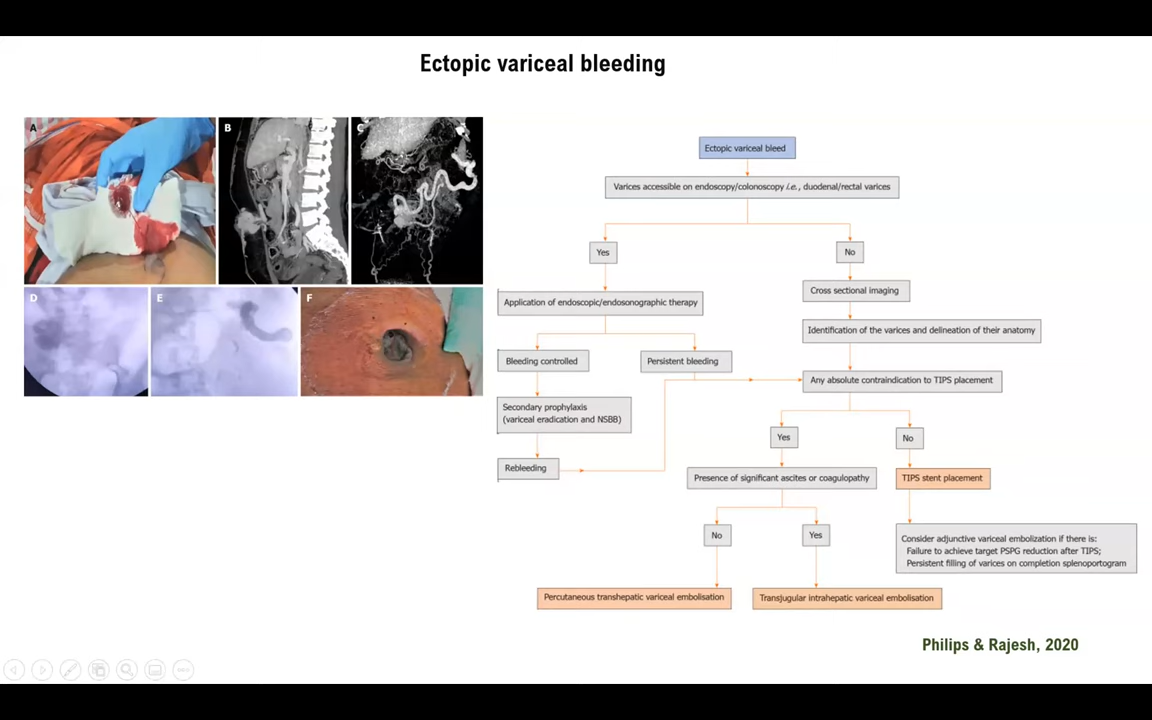 Ectopic variceal bleeding
A
B
C
D
E
F
Ectopic variceal bleed
Varices accessible on endoscopy/colonoscopy i.e., duodenal/rectal varices
Yes
No
Application of endoscopic/endosonographic therapy
Cross sectional imaging
Identification of the varices and delineation of their anatomy
Bleeding controlled
Persistent bleeding
Any absolute contraindication to TIPS placement
Secondary prophylaxis
(variceal eradication and NSBB)
Rebleeding
Yes
No
Presence of significant ascites or coagulopathy
TIPS stent placement
No
Yes
Consider adjunctive variceal embolization if there is:
Failure to achieve target PSPG reduction after TIPS;
Persistent filling of varices on completion splenoportogram
Percutaneous transhepatic variceal embolisation
Transjugular intrahepatic variceal embolisation
Philips & Rajesh, 2020